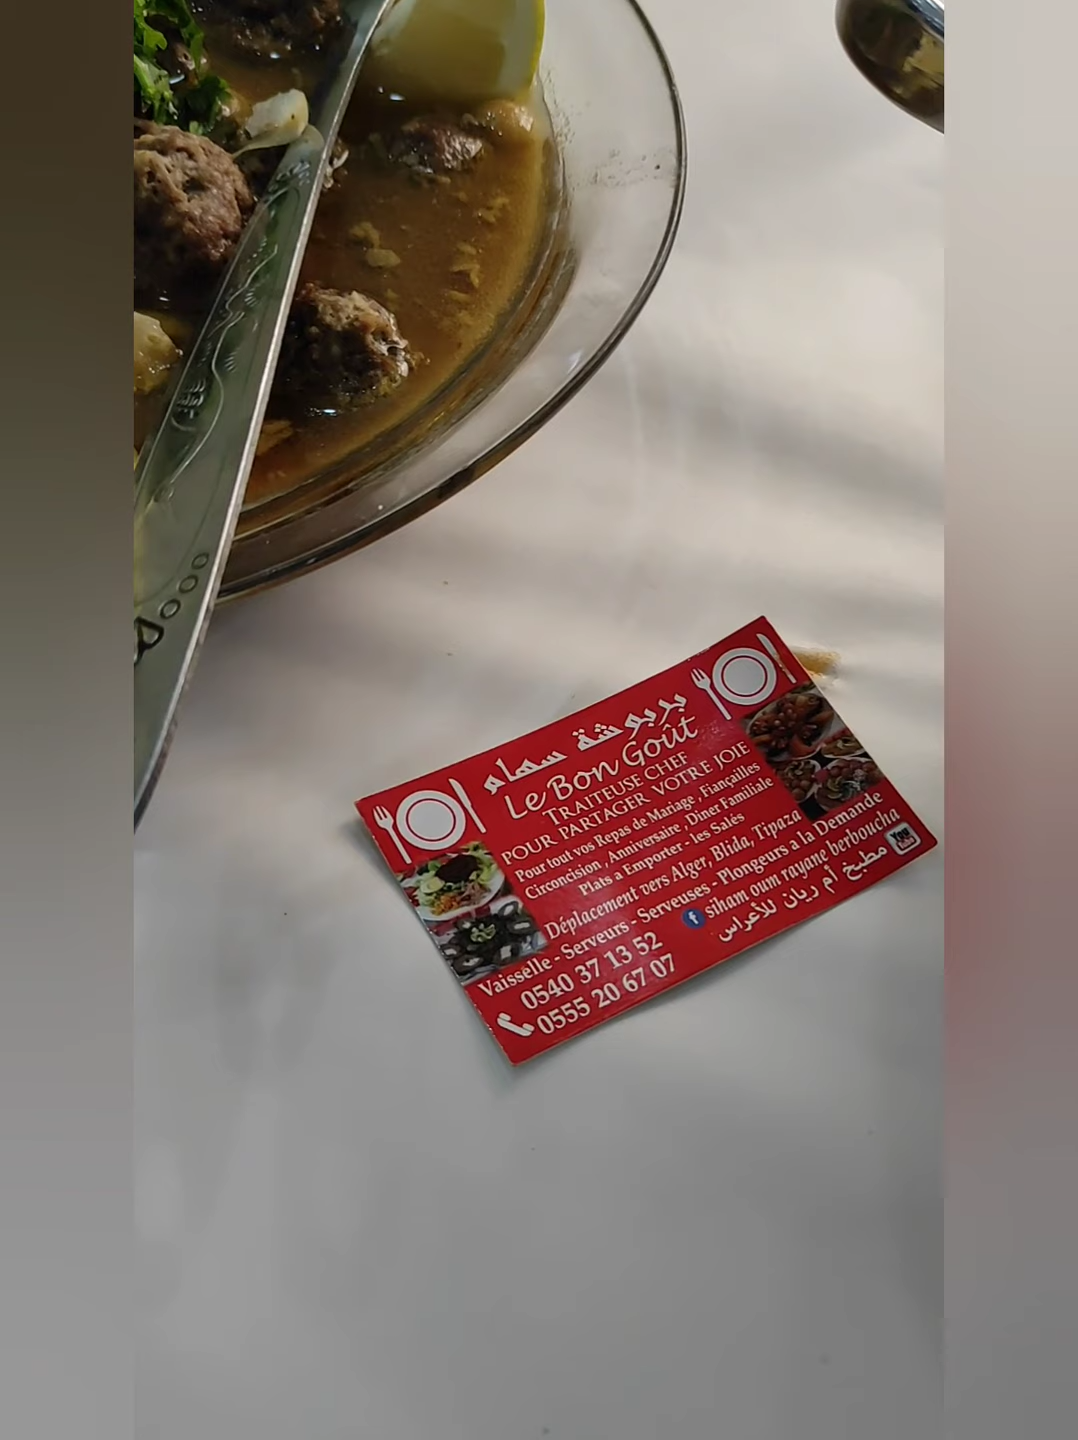 بربوشة سهام
Le Bon Goût
TRAITEUSE CHEF
POUR PARTAGER VOTRE JOIE
Pour tout vos Repas de Mariage , Fiançailles
Circoncision , Anniversaire , Diner Familiale
Plats a Emporter - les Salés
Déplacement vers Alger, Blida, Tipaza
Vaisselle - Serveurs - Serveuses - Plongeurs a la Demande
0540 37 13 52
siham oum rayane berboucha
0555 20 67 07
مطبخ أم ريان للأعراس
You Tube